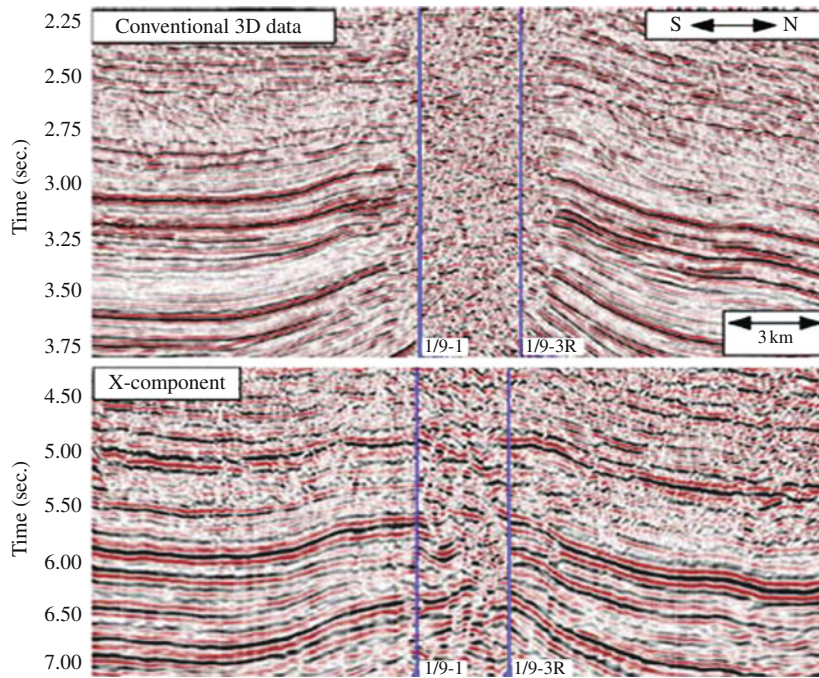 Conventional 3D data
S N
Time (sec.)
2.25
2.50
2.75
3.00
3.25
3.50
3.75
3 km
1/9-1
1/9-3R
X-component
Time (sec.)
4.50
5.00
5.50
6.00
6.50
7.00
1/9-1
1/9-3R